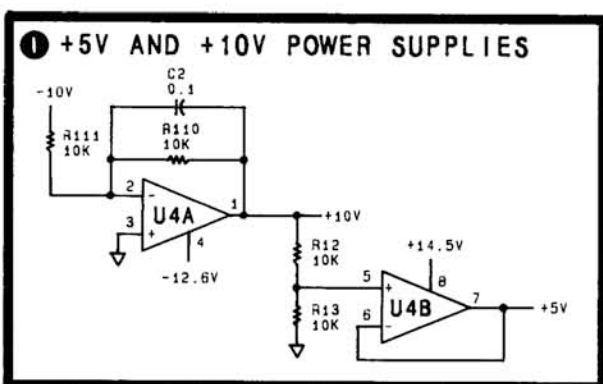 1 +5V AND +10V POWER SUPPLIES
C2
0.1
-10V
R111
10K
R110
10K
2
-
U4A
1
3
+
4
-12.6V
+10V
R12
10K
+14.5V
5
+
8
U4B
7
+5V
6
-
R13
10K